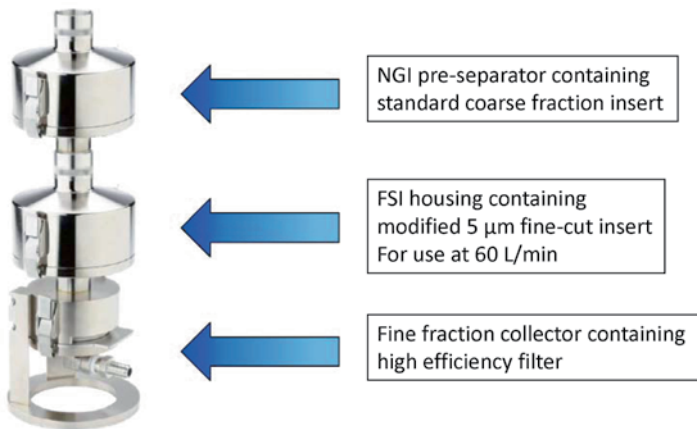 NGI pre-separator containing
standard coarse fraction insert
FSI housing containing
modified 5 µm fine-cut insert
For use at 60 L/min
Fine fraction collector containing
high efficiency filter